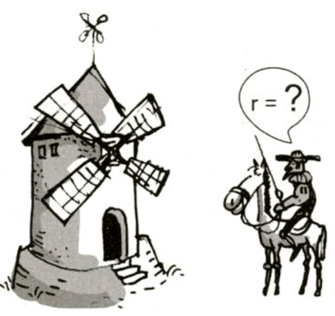 r = ?